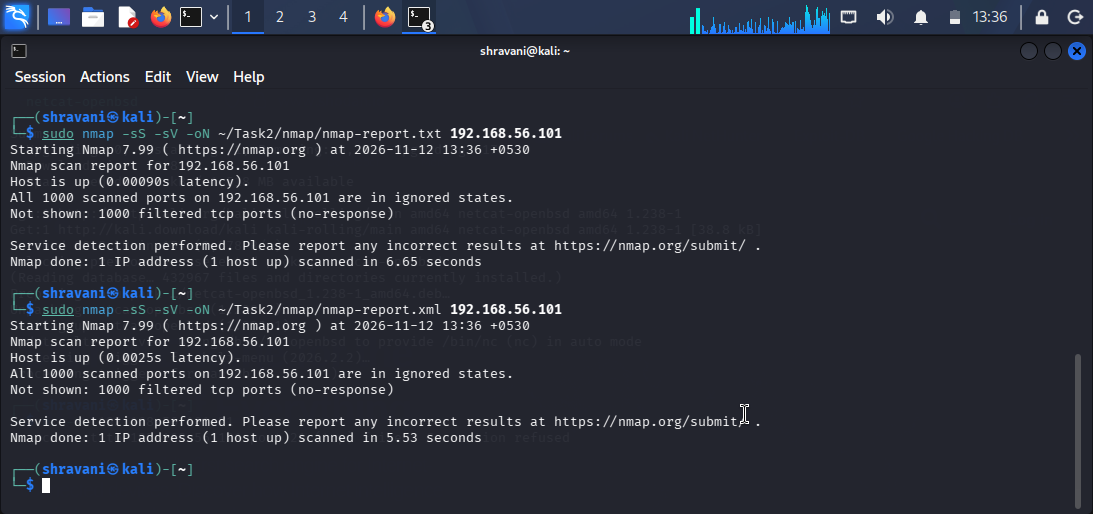 1 2 3 4 3 13:36
shravani@kali: ~
Session Actions Edit View Help
┌──(shravani㉿kali)-[~]
└─$ sudo nmap -sS -sV -oN ~/Task2/nmap/nmap-report.txt 192.168.56.101
Starting Nmap 7.99 ( https://nmap.org ) at 2026-11-12 13:36 +0530
Nmap scan report for 192.168.56.101
Host is up (0.00090s latency).
All 1000 scanned ports on 192.168.56.101 are in ignored states.
Not shown: 1000 filtered tcp ports (no-response)
Service detection performed. Please report any incorrect results at https://nmap.org/submit/ .
Nmap done: 1 IP address (1 host up) scanned in 6.65 seconds
┌──(shravani㉿kali)-[~]
└─$ sudo nmap -sS -sV -oN ~/Task2/nmap/nmap-report.xml 192.168.56.101
Starting Nmap 7.99 ( https://nmap.org ) at 2026-11-12 13:36 +0530
Nmap scan report for 192.168.56.101
Host is up (0.0025s latency).
All 1000 scanned ports on 192.168.56.101 are in ignored states.
Not shown: 1000 filtered tcp ports (no-response)
Service detection performed. Please report any incorrect results at https://nmap.org/submit/ .
Nmap done: 1 IP address (1 host up) scanned in 5.53 seconds
┌──(shravani㉿kali)-[~]
└─$